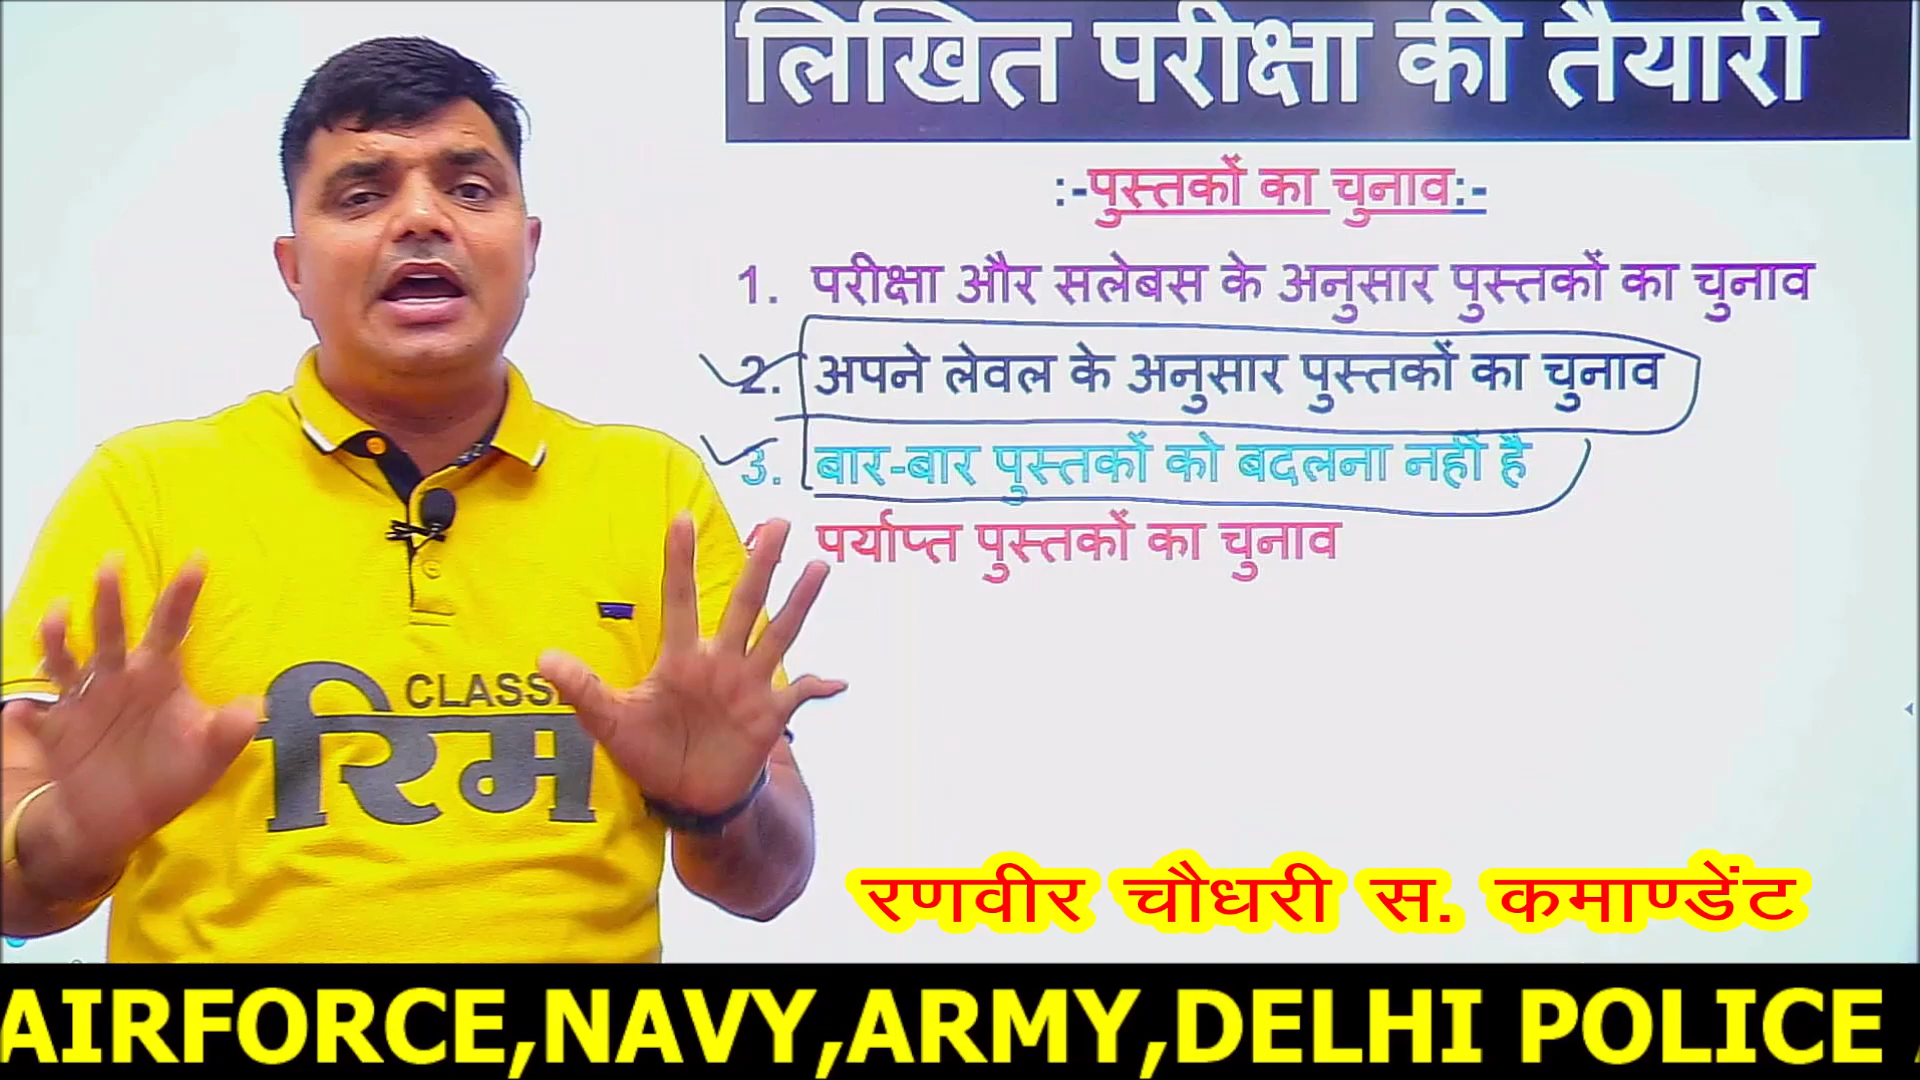 लिखित परीक्षा की तैयारी
:-पुस्तकों का चुनाव:-
1. परीक्षा और सलेबस के अनुसार पुस्तकों का चुनाव
2. अपने लेवल के अनुसार पुस्तकों का चुनाव
3. बार-बार पुस्तकों को बदलना नहीं है
पर्याप्त पुस्तकों का चुनाव
CLASS
रिम
रणवीर चौधरी स. कमाण्डेंट
AIRFORCE,NAVY,ARMY,DELHI POLICE